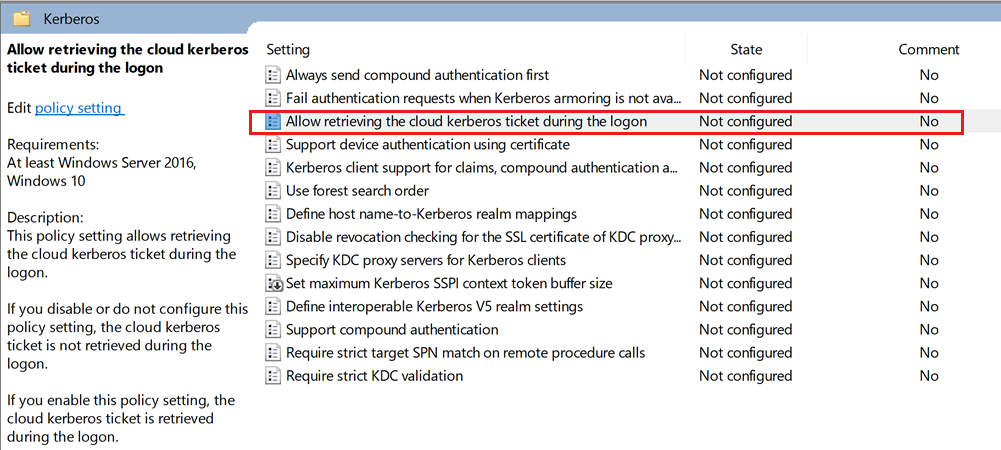 Kerberos
Allow retrieving the cloud kerberos
ticket during the logon
Edit policy setting
Requirements:
At least Windows Server 2016,
Windows 10
Description:
This policy setting allows retrieving
the cloud kerberos ticket during the
logon.
If you disable or do not configure this
policy setting, the cloud kerberos
ticket is not retrieved during the
logon.
If you enable this policy setting, the
cloud kerberos ticket is retrieved
during the logon.
Setting State Comment
Always send compound authentication first Not configured No
Fail authentication requests when Kerberos armoring is not ava... Not configured No
Allow retrieving the cloud kerberos ticket during the logon Not configured No
Support device authentication using certificate Not configured No
Kerberos client support for claims, compound authentication a... Not configured No
Use forest search order Not configured No
Define host name-to-Kerberos realm mappings Not configured No
Disable revocation checking for the SSL certificate of KDC proxy... Not configured No
Specify KDC proxy servers for Kerberos clients Not configured No
Set maximum Kerberos SSPI context token buffer size Not configured No
Define interoperable Kerberos V5 realm settings Not configured No
Support compound authentication Not configured No
Require strict target SPN match on remote procedure calls Not configured No
Require strict KDC validation Not configured No